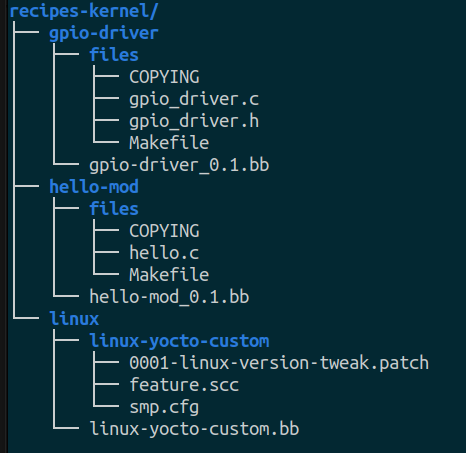 recipes-kernel/
gpio-driver
files
COPYING
gpio_driver.c
gpio_driver.h
Makefile
gpio-driver_0.1.bb
hello-mod
files
COPYING
hello.c
Makefile
hello-mod_0.1.bb
linux
linux-yocto-custom
0001-linux-version-tweak.patch
feature.scc
smp.cfg
linux-yocto-custom.bb